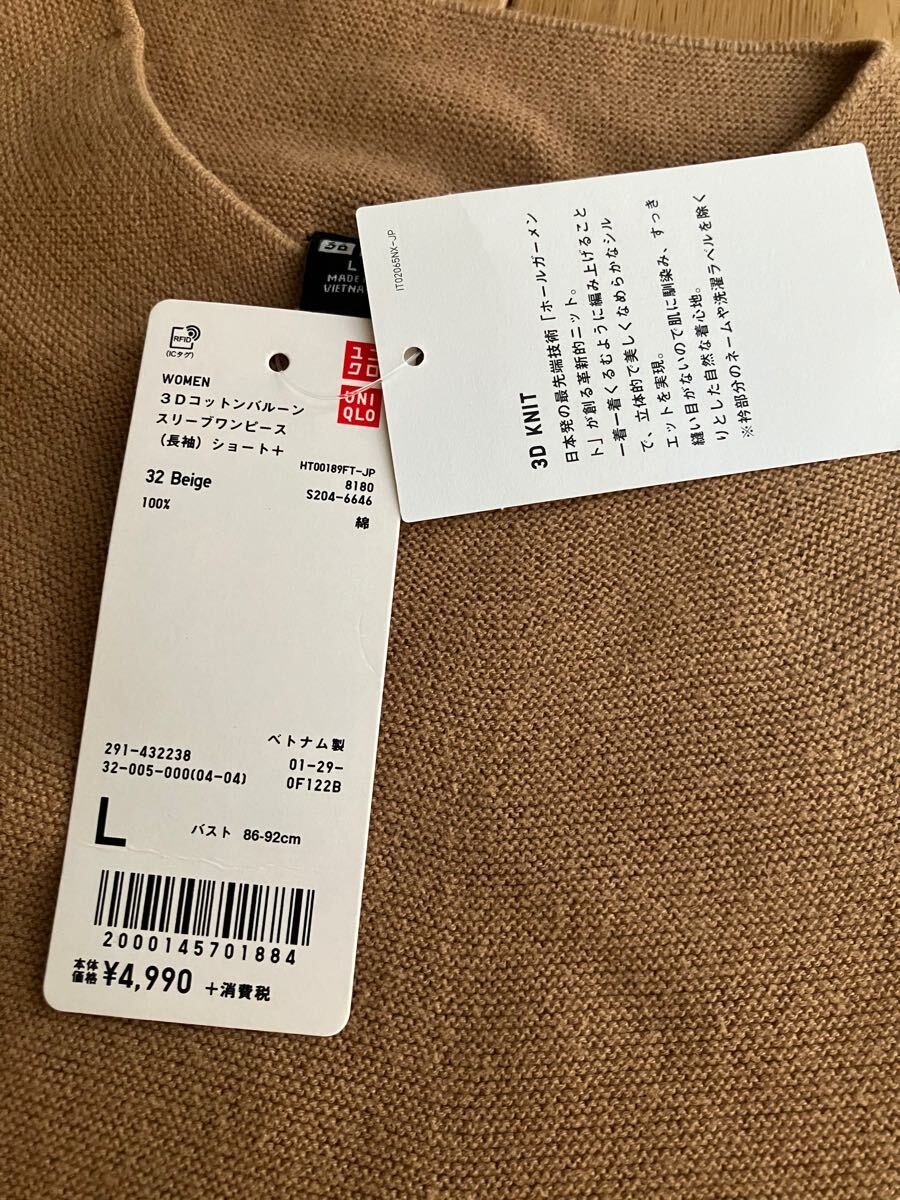 3D
L
MADE
VIETNA
RFID
(ICタグ)
ユニ
クロ
UNI
QLO
WOMEN
3Dコットンバルーン
スリーブワンピース
(長袖) ショート+
HT00189FT-JP
32 Beige
8180
S204-6646
100%
綿
ベトナム製
291-432238
01-29-
32-005-000(04-04)
0F122B
L
バスト 86-92cm
2000145701884
本体
価格 ¥4,990 +消費税
IT02065NX-JP
3D KNIT
日本発の最先端技術「ホールガーメン
ト」が創る革新的ニット。
一着一着くるむように編み上げること
で、立体的で美しくなめらかなシル
エットを実現。
縫い目がないので肌に馴染み、すっき
りとした自然な着心地。
※衿部分のネームや洗濯ラベルを除く